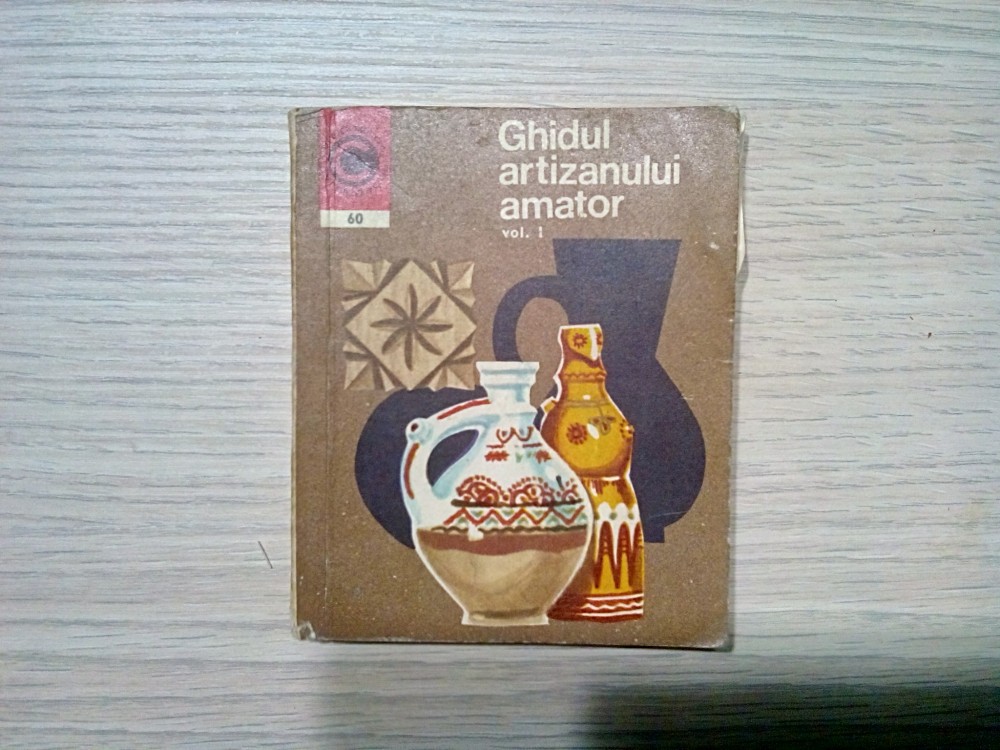 60
Ghidul
artizanului
amator
vol. 1